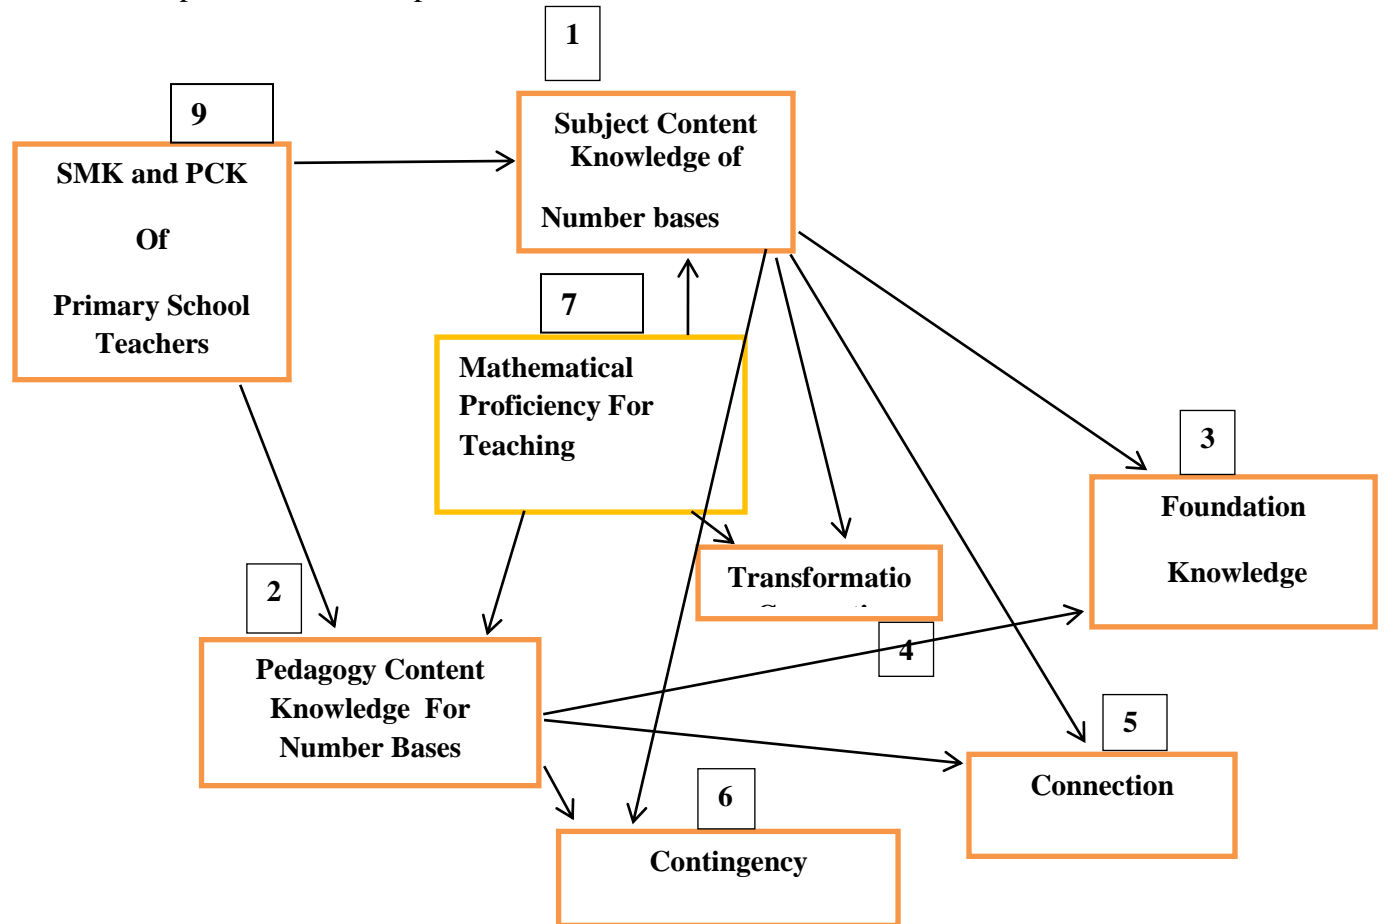 1
Subject Content
Knowledge of
Number bases
9
SMK and PCK
Of
Primary School
Teachers
7
Mathematical
Proficiency For
Teaching
3
Foundation
Knowledge
Transformatio
4
2
Pedagogy Content
Knowledge For
Number Bases
5
Connection
6
Contingency